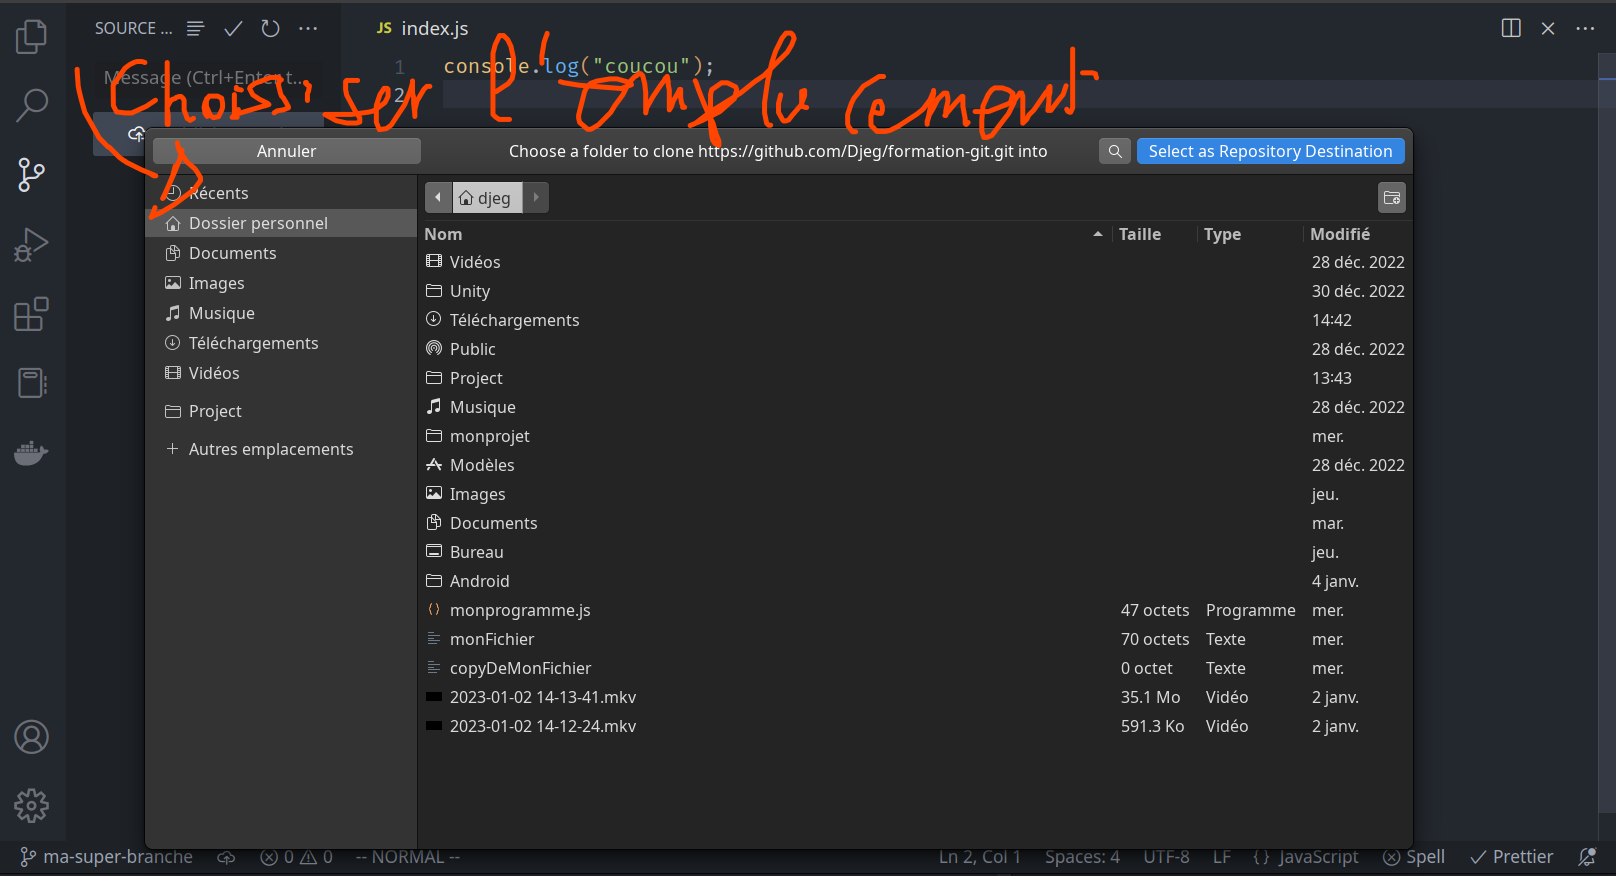 SOURCE ...
JS index.js
Message (Ctrl+Enter t...
1 console.log("coucou");
2
Choissiser l'emplacement
Annuler
Choose a folder to clone https://github.com/Djeg/formation-git.git into
Select as Repository Destination
Récents
Dossier personnel
Documents
Images
Musique
Téléchargements
Vidéos
Project
Autres emplacements
djeg
Nom Taille Type Modifié
Vidéos 28 déc. 2022
Unity 30 déc. 2022
Téléchargements 14:42
Public 28 déc. 2022
Project 13:43
Musique 28 déc. 2022
monprojet mer.
Modèles 28 déc. 2022
Images jeu.
Documents mar.
Bureau jeu.
Android 4 janv.
monprogramme.js 47 octets Programme mer.
monFichier 70 octets Texte mer.
copyDeMonFichier 0 octet Texte mer.
2023-01-02 14-13-41.mkv 35.1 Mo Vidéo 2 janv.
2023-01-02 14-12-24.mkv 591.3 Ko Vidéo 2 janv.
ma-super-branche 0 0 -- NORMAL -- Ln 2, Col 1 Spaces: 4 UTF-8 LF {} JavaScript Spell Prettier